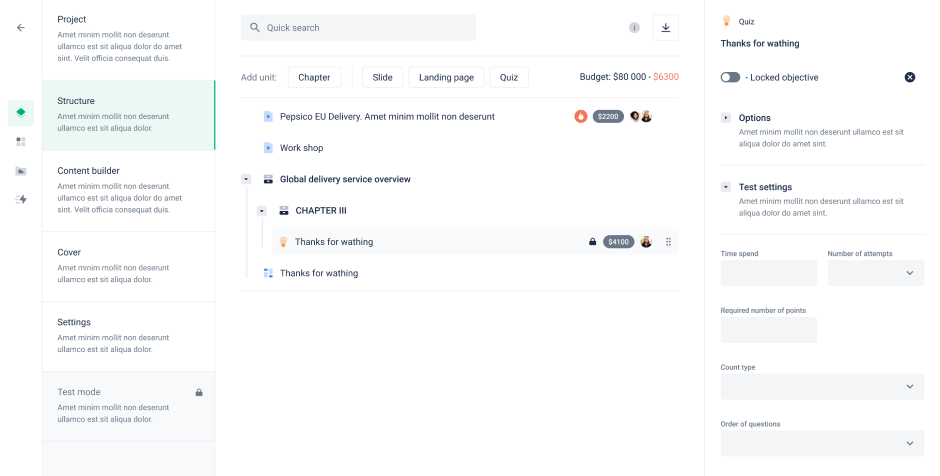 Project
Amet minim mollit non deserunt
ullamco est sit aliqua dolor do amet
sint. Velit officia consequat duis.
Structure
Amet minim mollit non deserunt
ullamco est sit aliqua dolor.
Content builder
Amet minim mollit non deserunt
ullamco est sit aliqua dolor do amet
sint. Velit officia consequat duis.
Cover
Amet minim mollit non deserunt
ullamco est sit aliqua dolor.
Settings
Amet minim mollit non deserunt
ullamco est sit aliqua dolor.
Test mode
Amet minim mollit non deserunt
ullamco est sit aliqua dolor.
Quick search
Add unit: Chapter Slide Landing page Quiz Budget: $80 000 - $6300
Pepsico EU Delivery. Amet minim mollit non deserunt $2200
Work shop
Global delivery service overview
CHAPTER III
Thanks for wathing $4100
Thanks for wathing
Quiz
Thanks for wathing
- Locked objective
Options
Amet minim mollit non deserunt ullamco est sit
aliqua dolor do amet sint.
Test settings
Amet minim mollit non deserunt ullamco est sit
aliqua dolor do amet sint.
Time spend Number of attempts
Required number of points
Count type
Order of questions